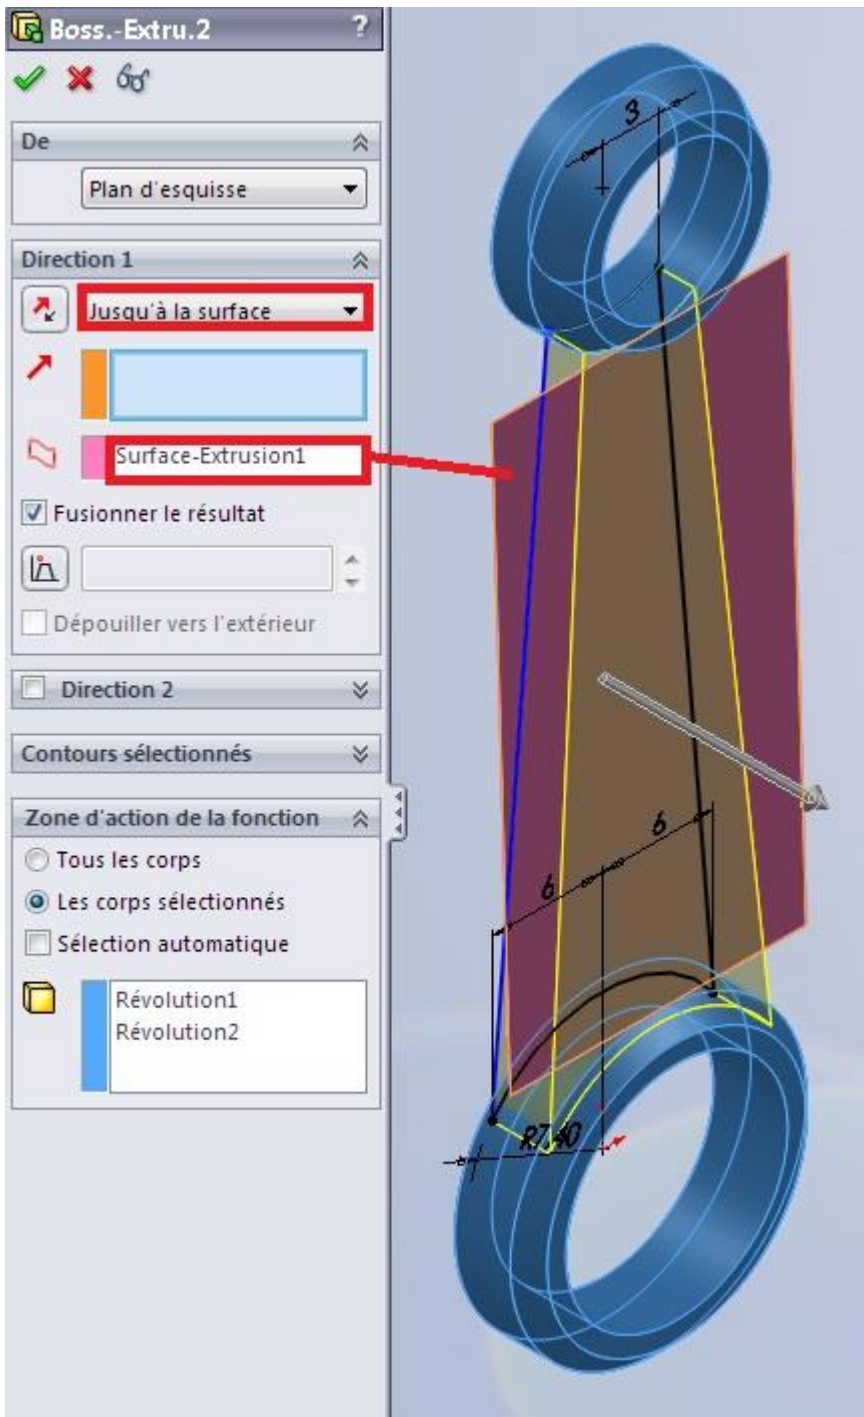 Boss.-Extru.2 ?
De
Plan d'esquisse
Direction 1
Jusqu'à la surface
Surface-Extrusion1
Fusionner le résultat
Dépouiller vers l'extérieur
Direction 2
Contours sélectionnés
Zone d'action de la fonction
Tous les corps
Les corps sélectionnés
Sélection automatique
Révolution1
Révolution2
3
6
6
R7.40